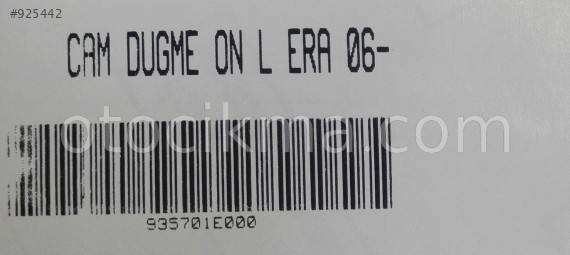 #925442
CAM DUGME ON L ERA 06-
otocikma.com
935701E000